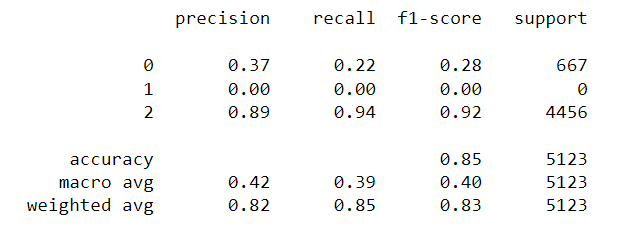 precision recall f1-score support
0 0.37 0.22 0.28 667
1 0.00 0.00 0.00 0
2 0.89 0.94 0.92 4456
accuracy 0.85 5123
macro avg 0.42 0.39 0.40 5123
weighted avg 0.82 0.85 0.83 5123